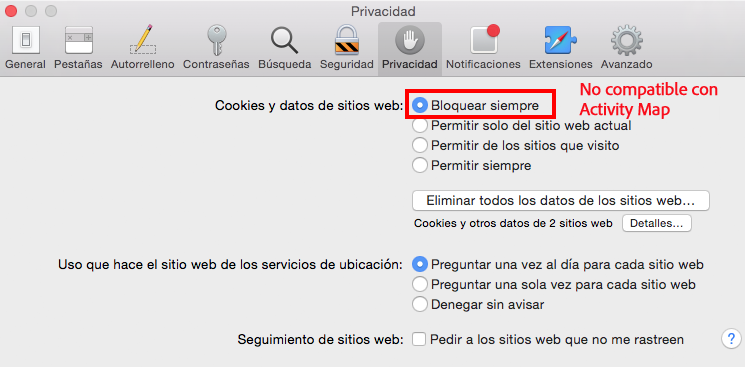 Privacidad
General Pestañas Autorrelleno Contraseñas Búsqueda Seguridad Privacidad Notificaciones Extensiones Avanzado
Cookies y datos de sitios web: Bloquear siempre
No compatible con
Activity Map
Permitir solo del sitio web actual
Permitir de los sitios que visito
Permitir siempre
Eliminar todos los datos de los sitios web...
Cookies y otros datos de 2 sitios web Detalles...
Uso que hace el sitio web de los servicios de ubicación: Preguntar una vez al día para cada sitio web
Preguntar una sola vez para cada sitio web
Denegar sin avisar
Seguimiento de sitios web: Pedir a los sitios web que no me rastreen ?